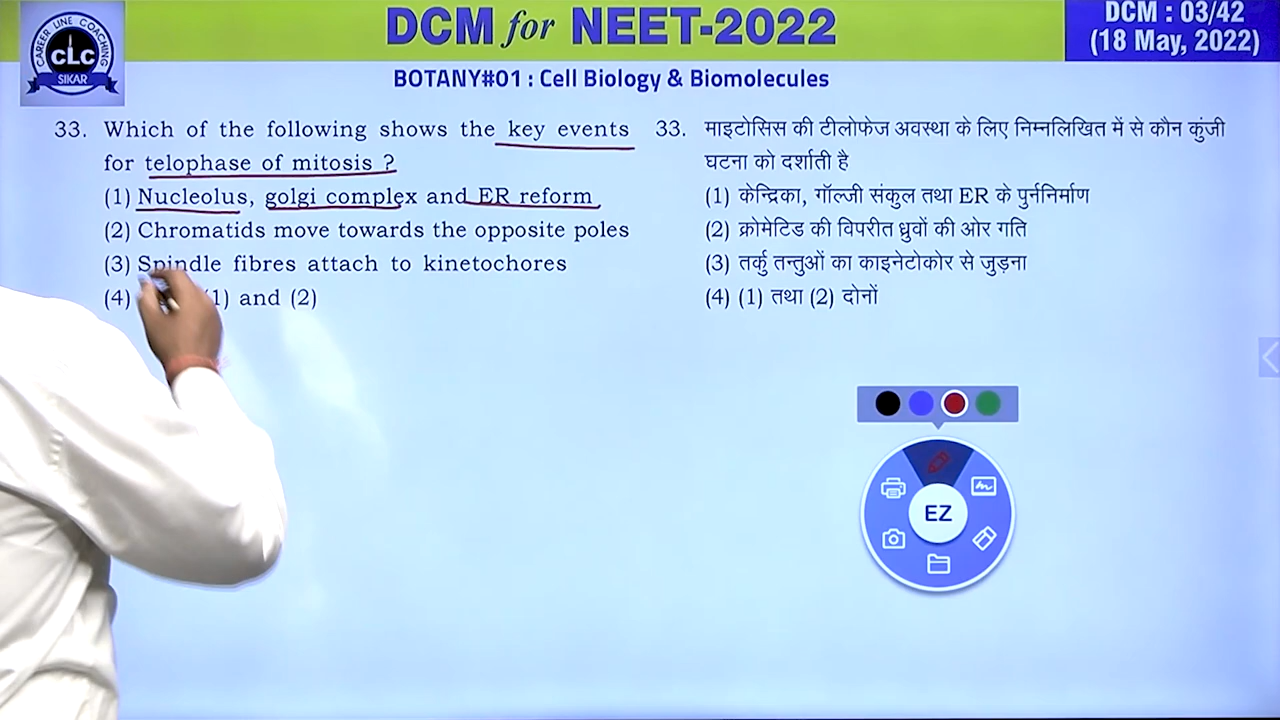 CAREER LINE COACHING
CLC
SIKAR
DCM for NEET-2022
DCM : 03/42
(18 May, 2022)
BOTANY#01 : Cell Biology & Biomolecules
33. Which of the following shows the key events
for telophase of mitosis ?
(1) Nucleolus, golgi complex and ER reform
(2) Chromatids move towards the opposite poles
(3) Spindle fibres attach to kinetochores
(4) (1) and (2)
33. माइटोसिस की टीलोफेज अवस्था के लिए निम्नलिखित में से कौन कुंजी
घटना को दर्शाती है
(1) केन्द्रिका, गॉल्जी संकुल तथा ER के पुर्ननिर्माण
(2) क्रोमेटिड की विपरीत ध्रुवों की ओर गति
(3) तर्कु तन्तुओं का काइनेटोकोर से जुड़ना
(4) (1) तथा (2) दोनों
EZ